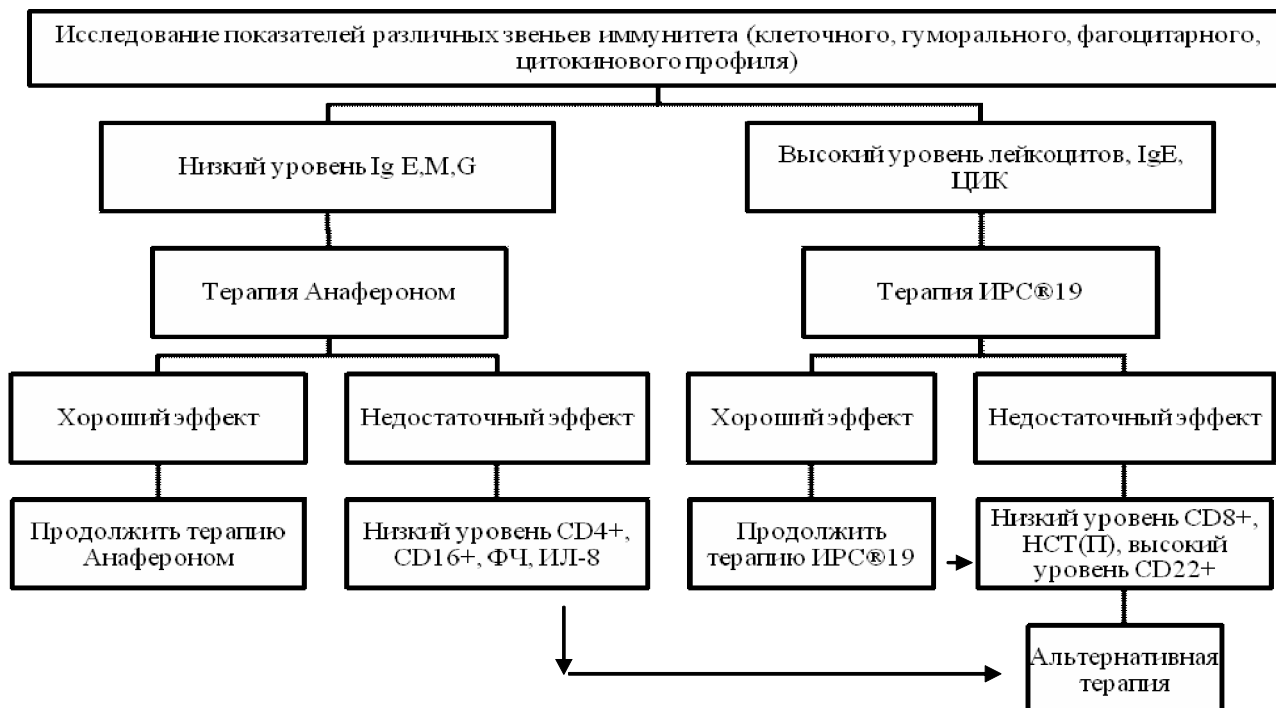 Исследование показателей различных звеньев иммунитета (клеточного, гуморального, фагоцитарного,
цитокинового профиля)
Низкий уровень Ig E,M,G
Высокий уровень лейкоцитов, IgE,
ЦИК
Терапия Анафероном
Терапия ИРС®19
Хороший эффект
Недостаточный эффект
Хороший эффект
Недостаточный эффект
Продолжить терапию
Анафероном
Низкий уровень CD4+,
CD16+, ФЧ, ИЛ-8
Продолжить
терапию ИРС®19
Низкий уровень CD8+,
НСТ(П), высокий
уровень CD22+
Альтернативная
терапия